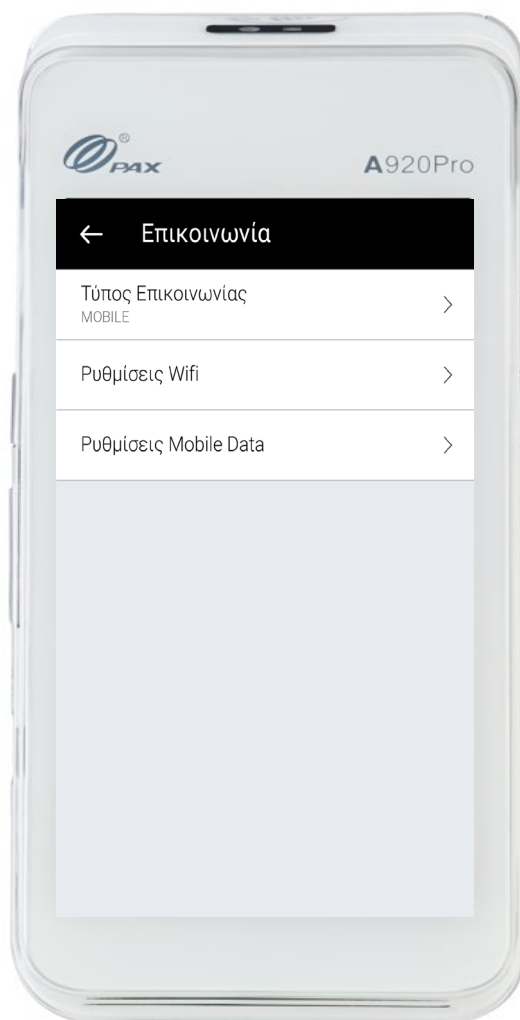 PAX®
A920Pro
← Επικοινωνία
Τύπος Επικοινωνίας
MOBILE
Ρυθμίσεις Wifi
Ρυθμίσεις Mobile Data